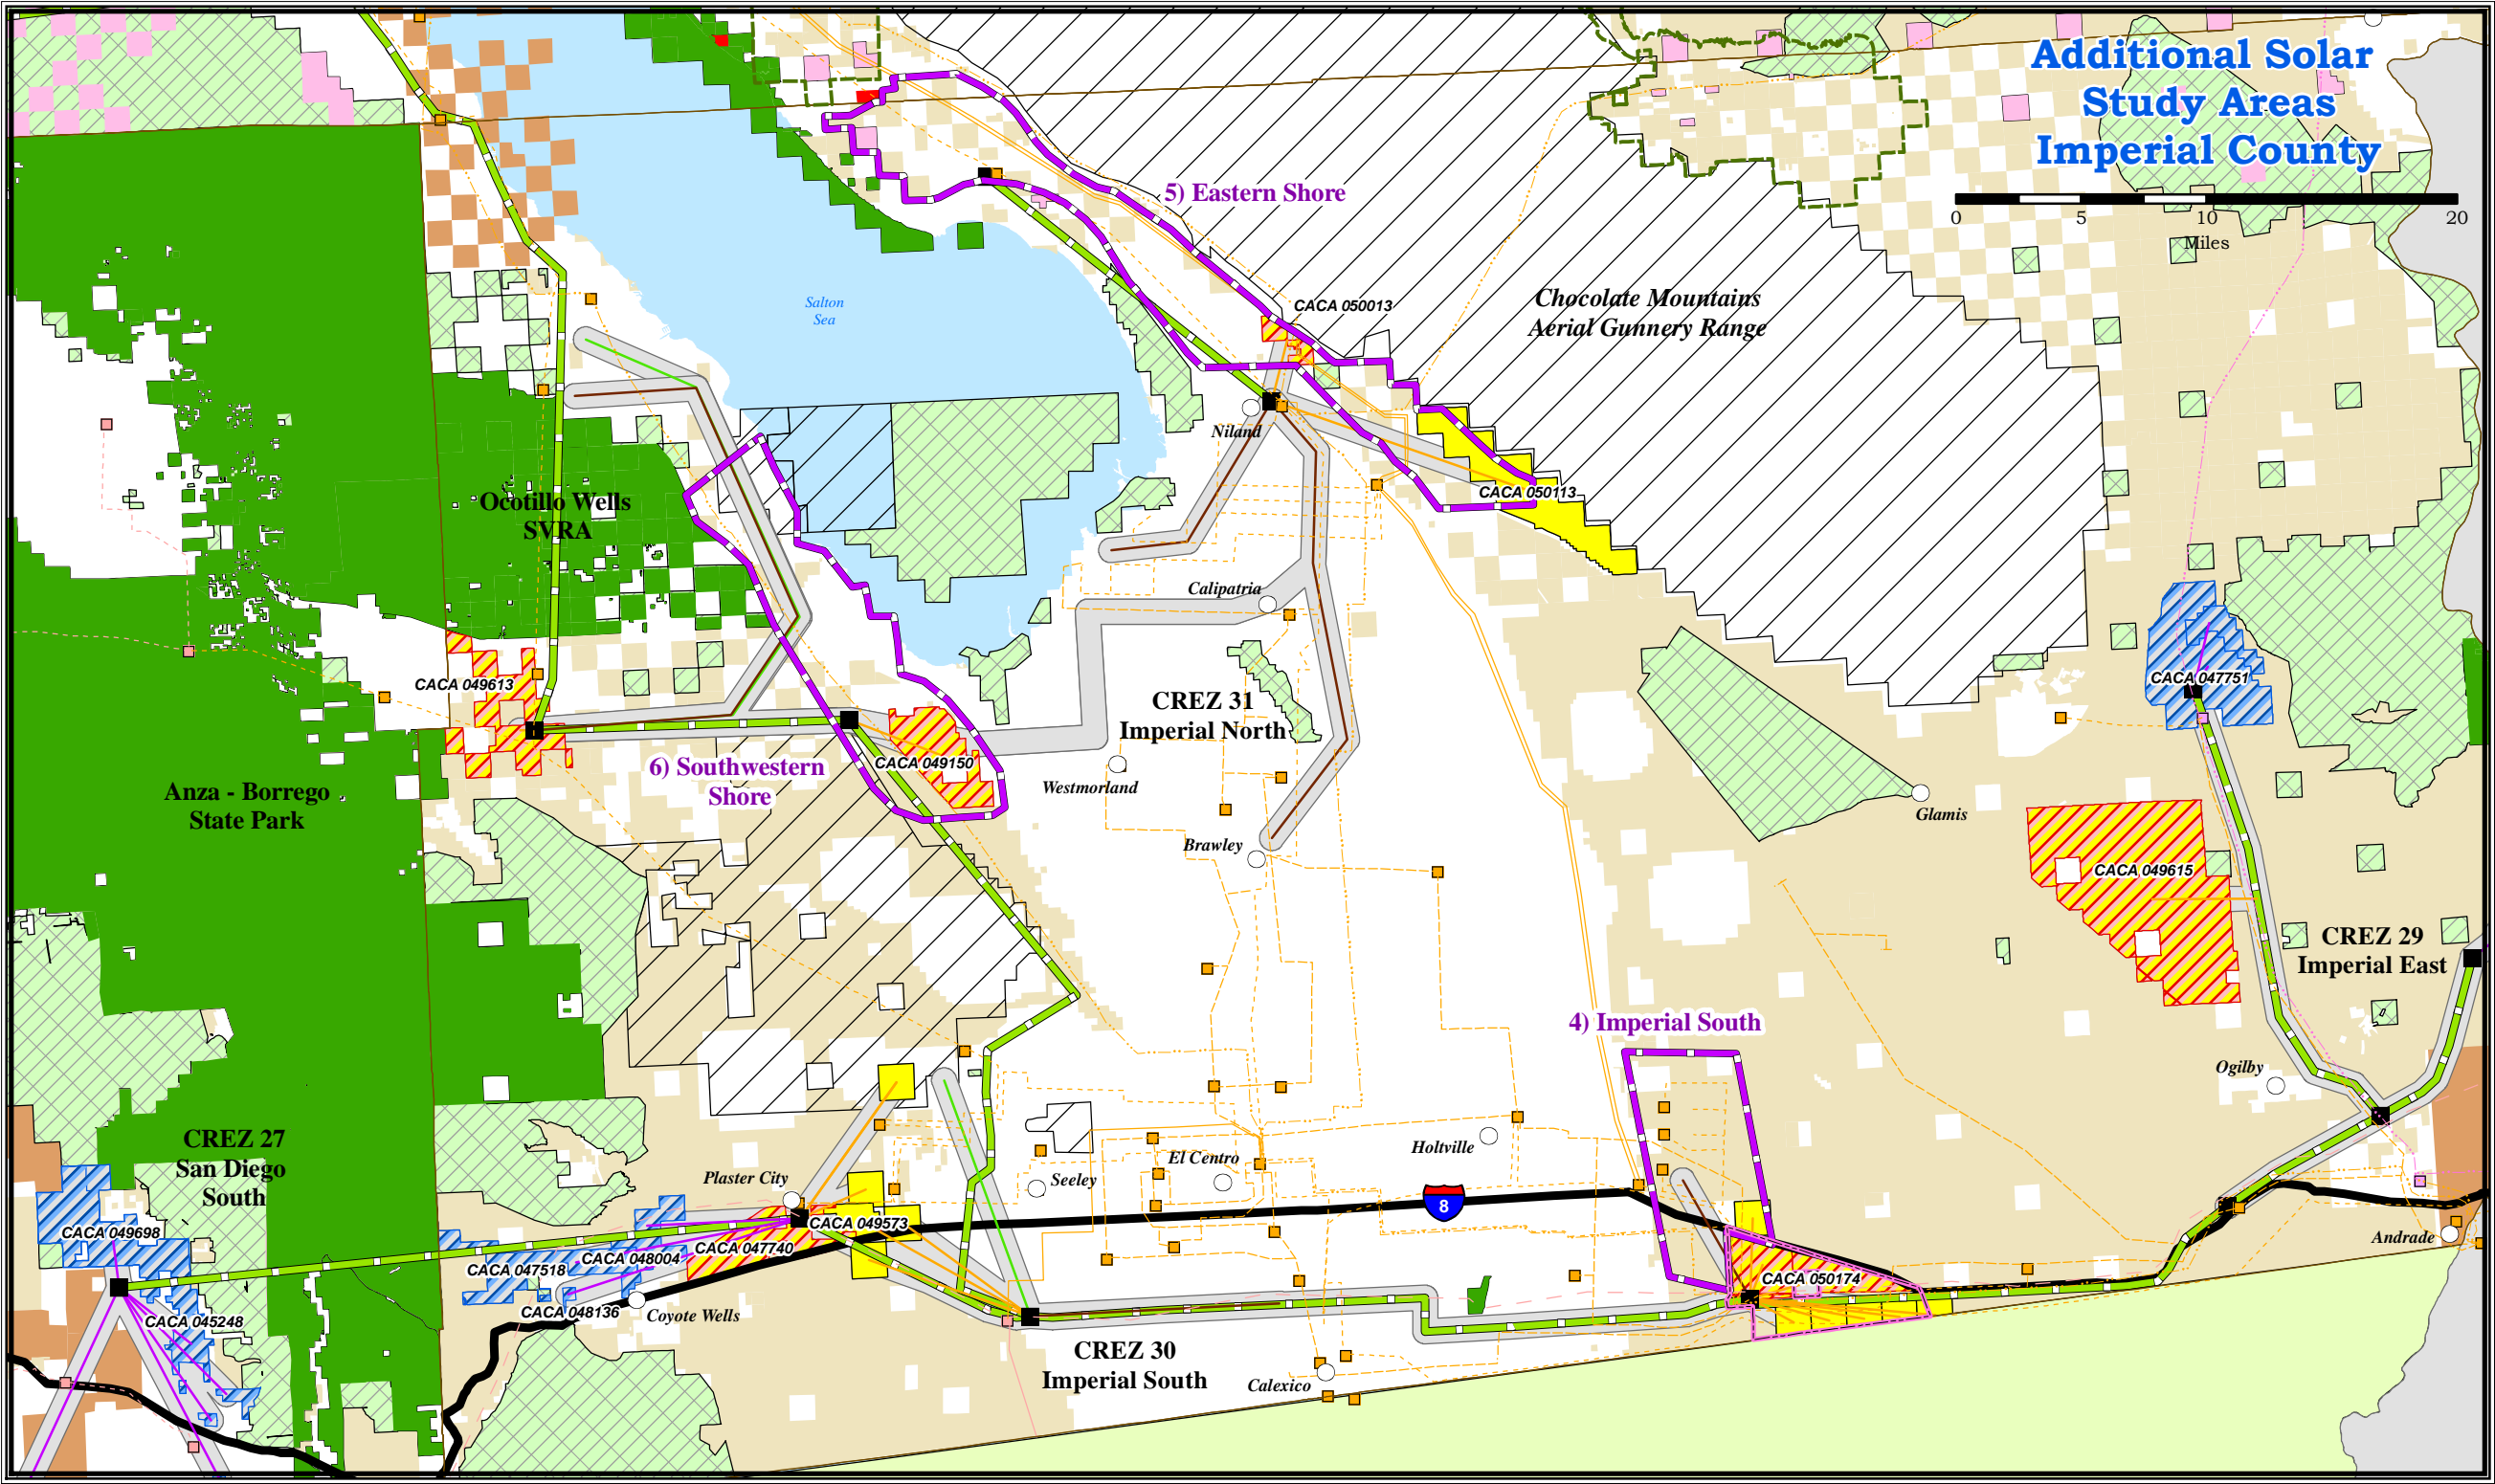 Additional Solar
Study Areas
Imperial County
0 5 10 20
Miles
5) Eastern Shore
CACA 050013
Chocolate Mountains
Aerial Gunnery Range
Salton
Sea
Niland
CACA 050113
Ocotillo Wells
SVRA
Calipatria
CACA 049613
CACA 047751
CREZ 31
Imperial North
6) Southwestern
Shore
CACA 049150
Westmorland
Anza - Borrego
State Park
Glamis
Brawley
CACA 049615
CREZ 29
Imperial East
4) Imperial South
Ogilby
CREZ 27
San Diego
South
Holtville
El Centro
Plaster City
Seeley
8
CACA 049698
CACA 049573
CACA 047740
CACA 048004
CACA 047518
CACA 050174
Andrade
CACA 048136
Coyote Wells
CACA 045248
CREZ 30
Imperial South
Calexico